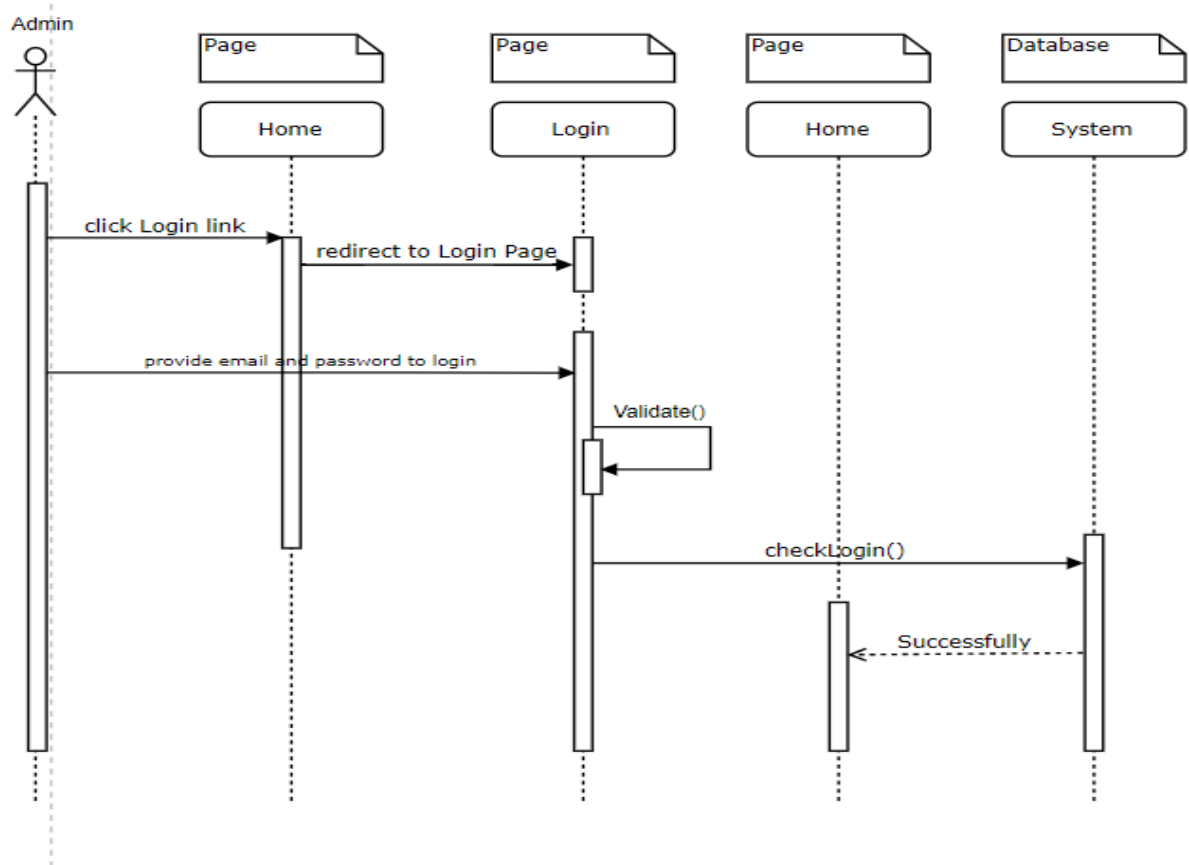 Admin
Page
Page
Page
Database
Home
Login
Home
System
click Login link
redirect to Login Page
provide email and password to login
Validate()
checkLogin()
Successfully